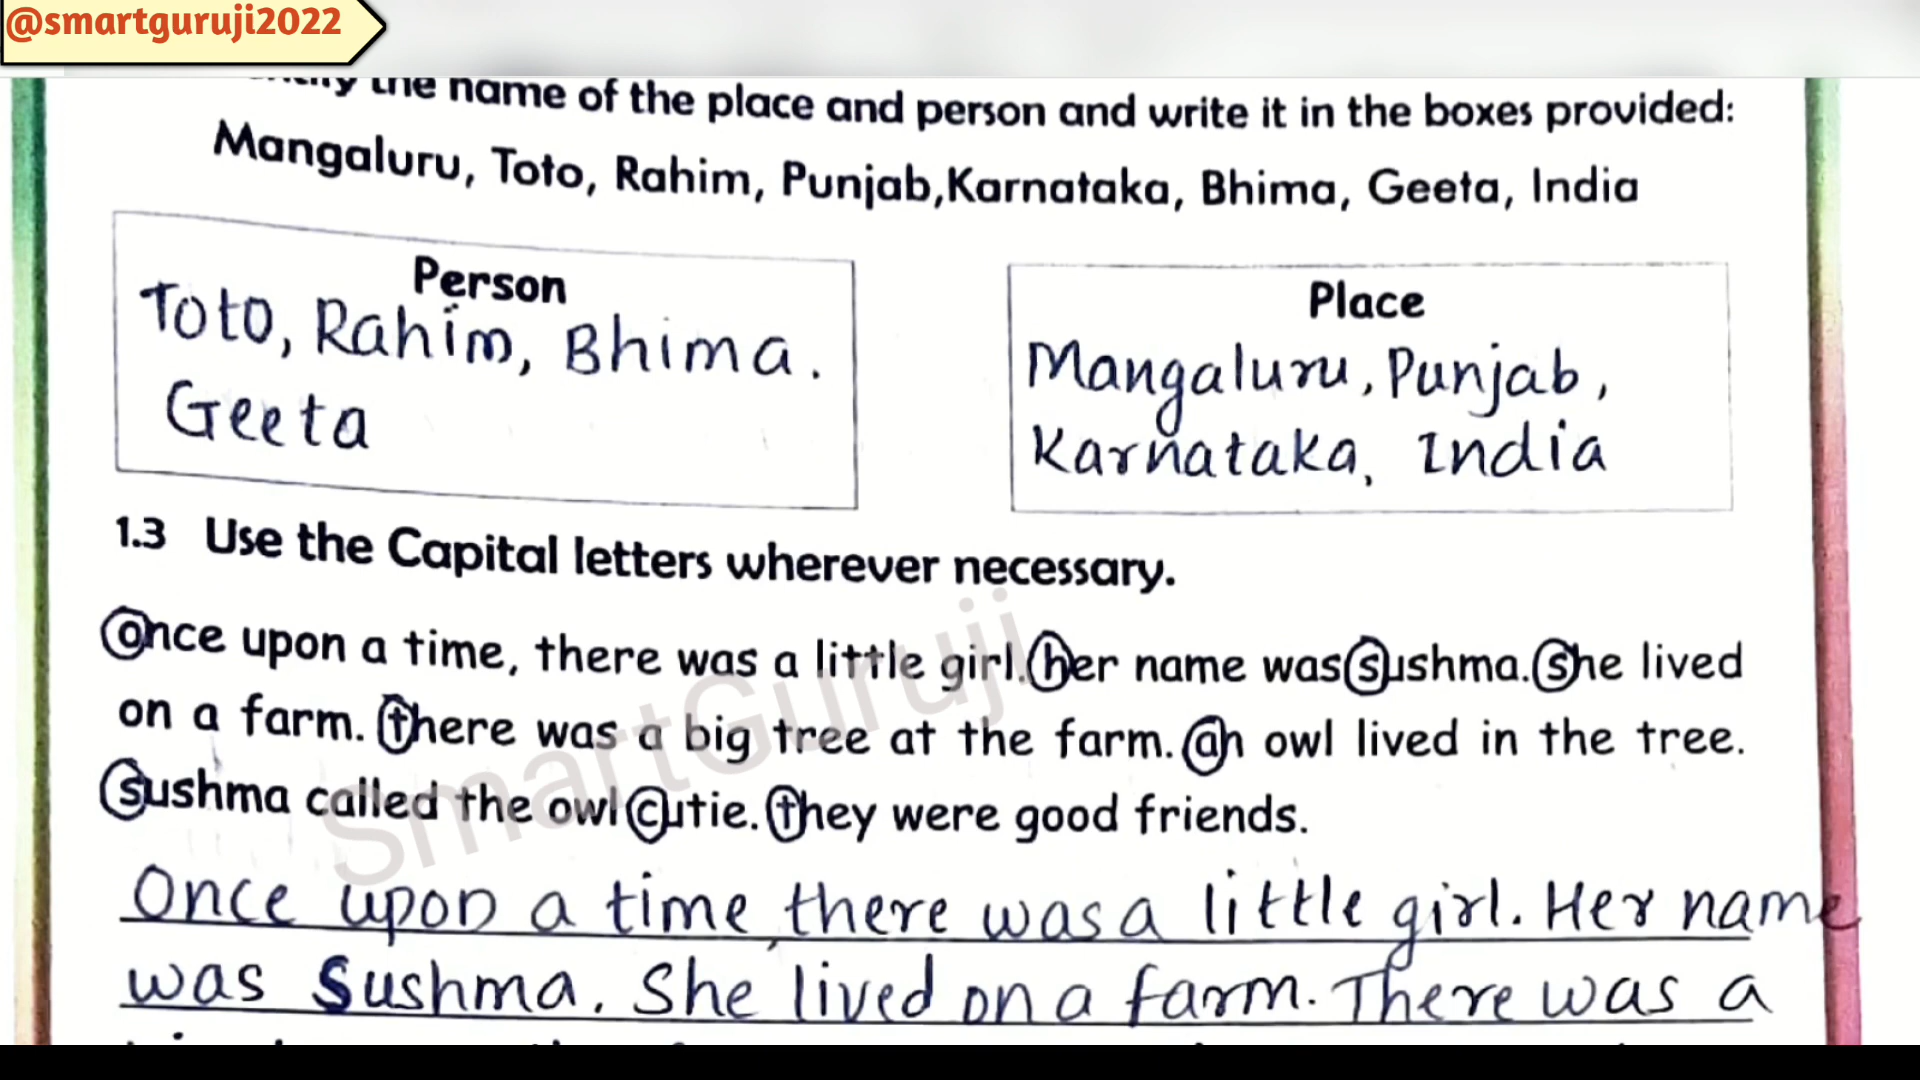 @smartguruji2022
the name of the place and person and write it in the boxes provided:
Mangaluru, Toto, Rahim, Punjab,Karnataka, Bhima, Geeta, India
Person
Toto, Rahim, Bhima.
Geeta
Place
Mangaluru, Punjab,
Karnataka, India
1.3 Use the Capital letters wherever necessary.
once upon a time, there was a little girl. her name was sushma. she lived
on a farm. there was a big tree at the farm. an owl lived in the tree.
sushma called the owl cutie. they were good friends.
SmartGuruji
Once upon a time, there was a little girl. Her name
was Sushma. She lived on a farm. There was a